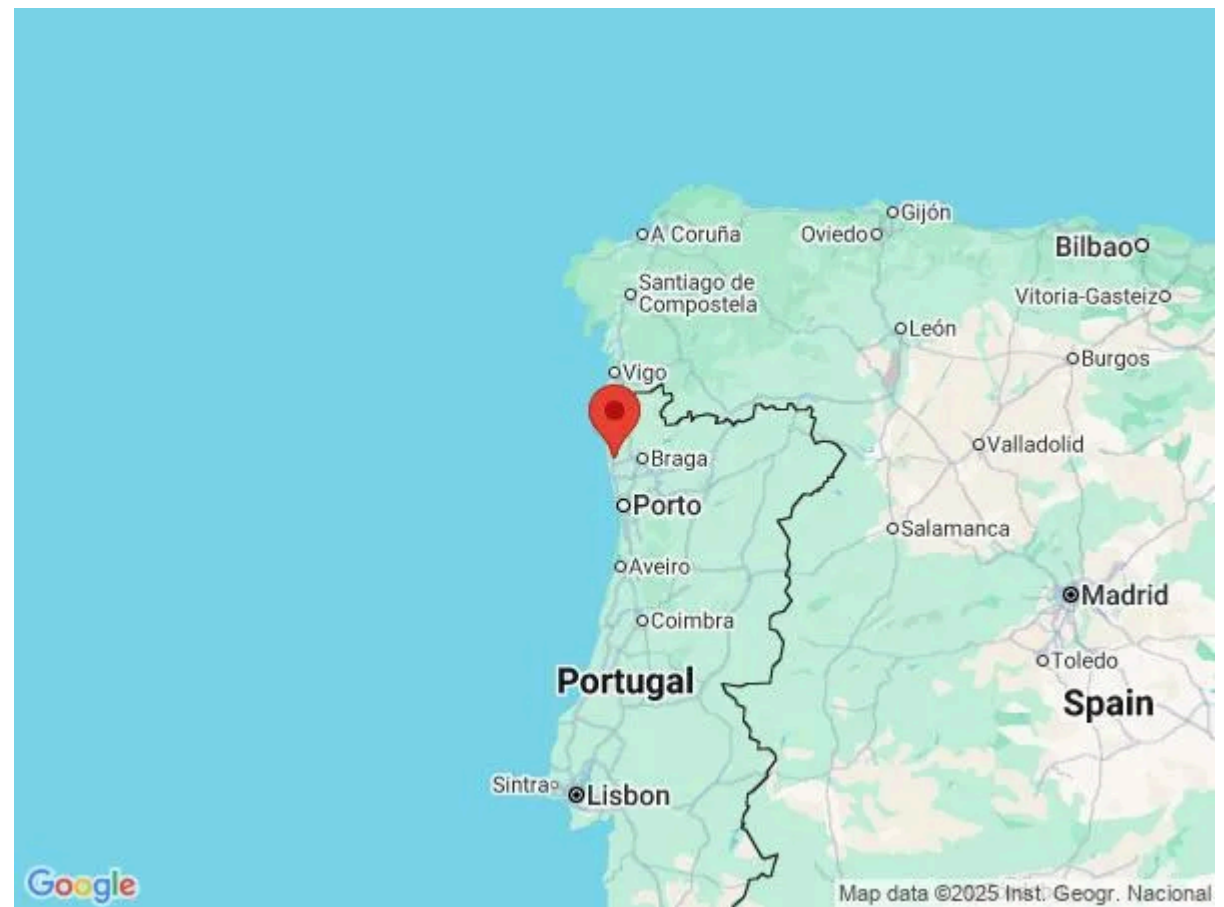 Gijón
A Coruña
Oviedo
Bilbao
Santiago de
Compostela
Vitoria-Gasteiz
León
Burgos
Vigo
Valladolid
Braga
Porto
Salamanca
Aveiro
Madrid
Coimbra
Toledo
Portugal
Spain
Sintra
Lisbon
Google
Map data ©2025 Inst. Geogr. Nacional